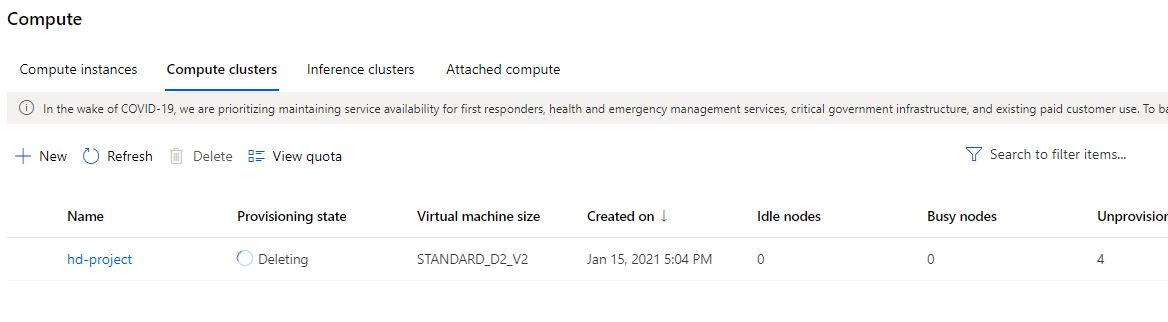 Compute
Compute instances Compute clusters Inference clusters Attached compute
In the wake of COVID-19, we are prioritizing maintaining service availability for first responders, health and emergency management services, critical government infrastructure, and existing paid customer use. To ba
New Refresh Delete View quota Search to filter items...
Name Provisioning state Virtual machine size Created on ↓ Idle nodes Busy nodes Unprovision
hd-project Deleting STANDARD_D2_V2 Jan 15, 2021 5:04 PM 0 0 4